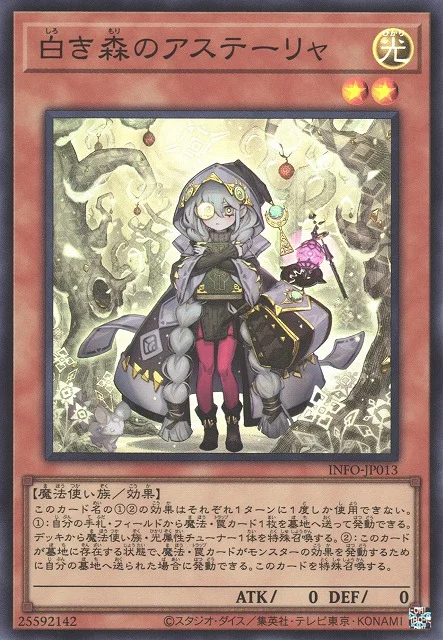 白き森のアステーリャ
光
INFO-JP013
【魔法使い族／効果】
このカード名の①②の効果はそれぞれ１ターンに１度しか使用できない。
①：自分の手札・フィールドから魔法・罠カード１枚を墓地へ送って発動できる。
デッキから魔法使い族・光属性チューナー１体を特殊召喚する。②：このカード
が墓地に存在する状態で、魔法・罠カードがモンスターの効果を発動するため
に自分の墓地へ送られた場合に発動できる。このカードを特殊召喚する。
ATK／ 0 DEF／ 0
25592142 ©スタジオ・ダイス／集英社・テレビ東京・KONAMI